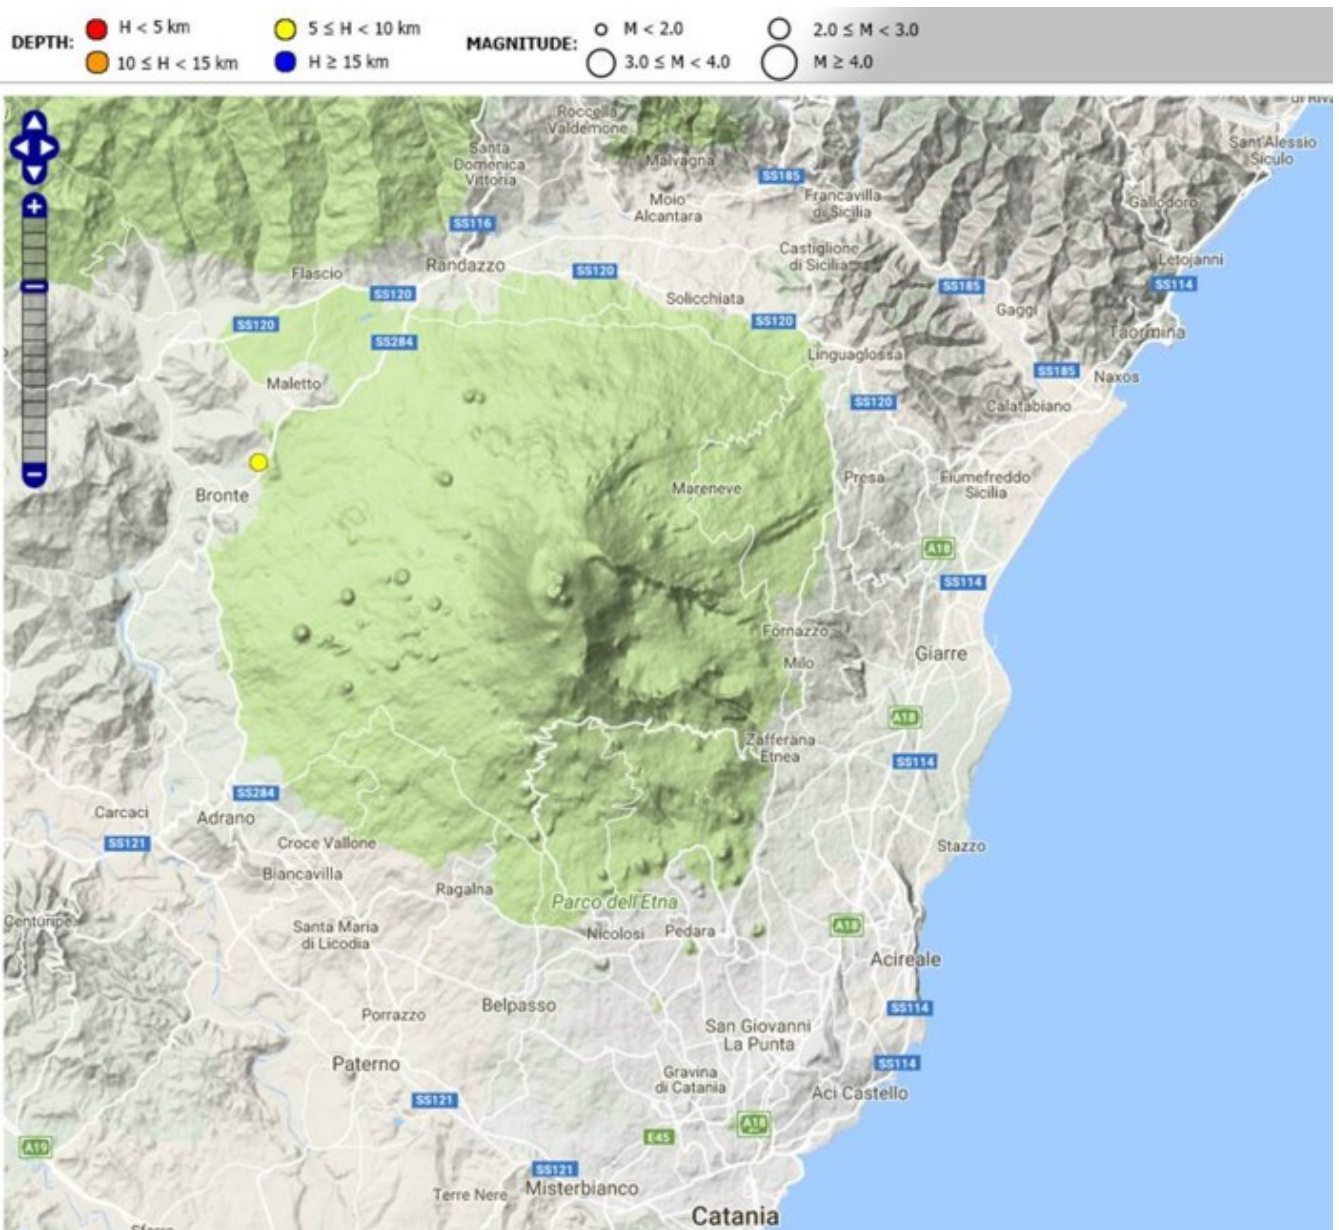 DEPTH:
H < 5 km
5 ≤ H < 10 km
10 ≤ H < 15 km
H ≥ 15 km
MAGNITUDE:
M < 2.0
2.0 ≤ M < 3.0
3.0 ≤ M < 4.0
M ≥ 4.0
Roccella
Valdemone
Sant'Alessio
Siculo
Santa
Domenica
Vittoria
Malvagna
SS185
Moio
Alcantara
Francavilla
di Sicilia
Gallodoro
SS116
Castiglione
di Sicilia
Letojanni
Flascio
Randazzo
SS120
SS185
SS114
SS120
Solicchiata
Gaggi
SS120
SS120
Taormina
SS284
Linguaglossa
SS185
Naxos
Maletto
SS120
Calatabiano
Bronte
Mareneve
Presa
Fiumefreddo
Sicilia
A18
SS114
Fornazzo
Giarre
Milo
A18
Zafferana
Etnea
SS114
SS284
Carcaci
Adrano
SS121
Croce Vallone
Stazzo
Biancavilla
Ragalna
Parco dell'Etna
Centuripe
Santa Maria
di Licodia
Nicolosi
Pedara
A18
Acireale
Belpasso
SS114
Porrazzo
San Giovanni
La Punta
Paterno
SS114
Gravina
di Catania
Aci Castello
SS121
A18
E45
A19
SS121
Terre Nere
Misterbianco
Catania